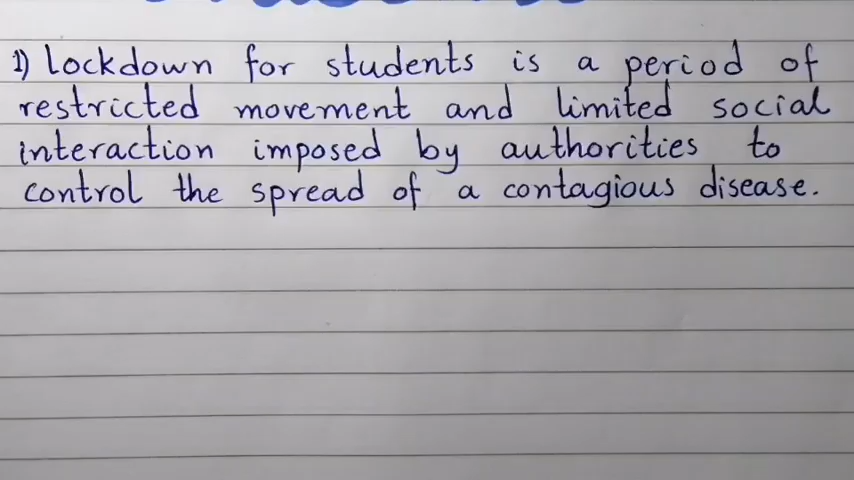 1) Lockdown for students is a period of
restricted movement and limited social
interaction imposed by authorities to
control the spread of a contagious disease.